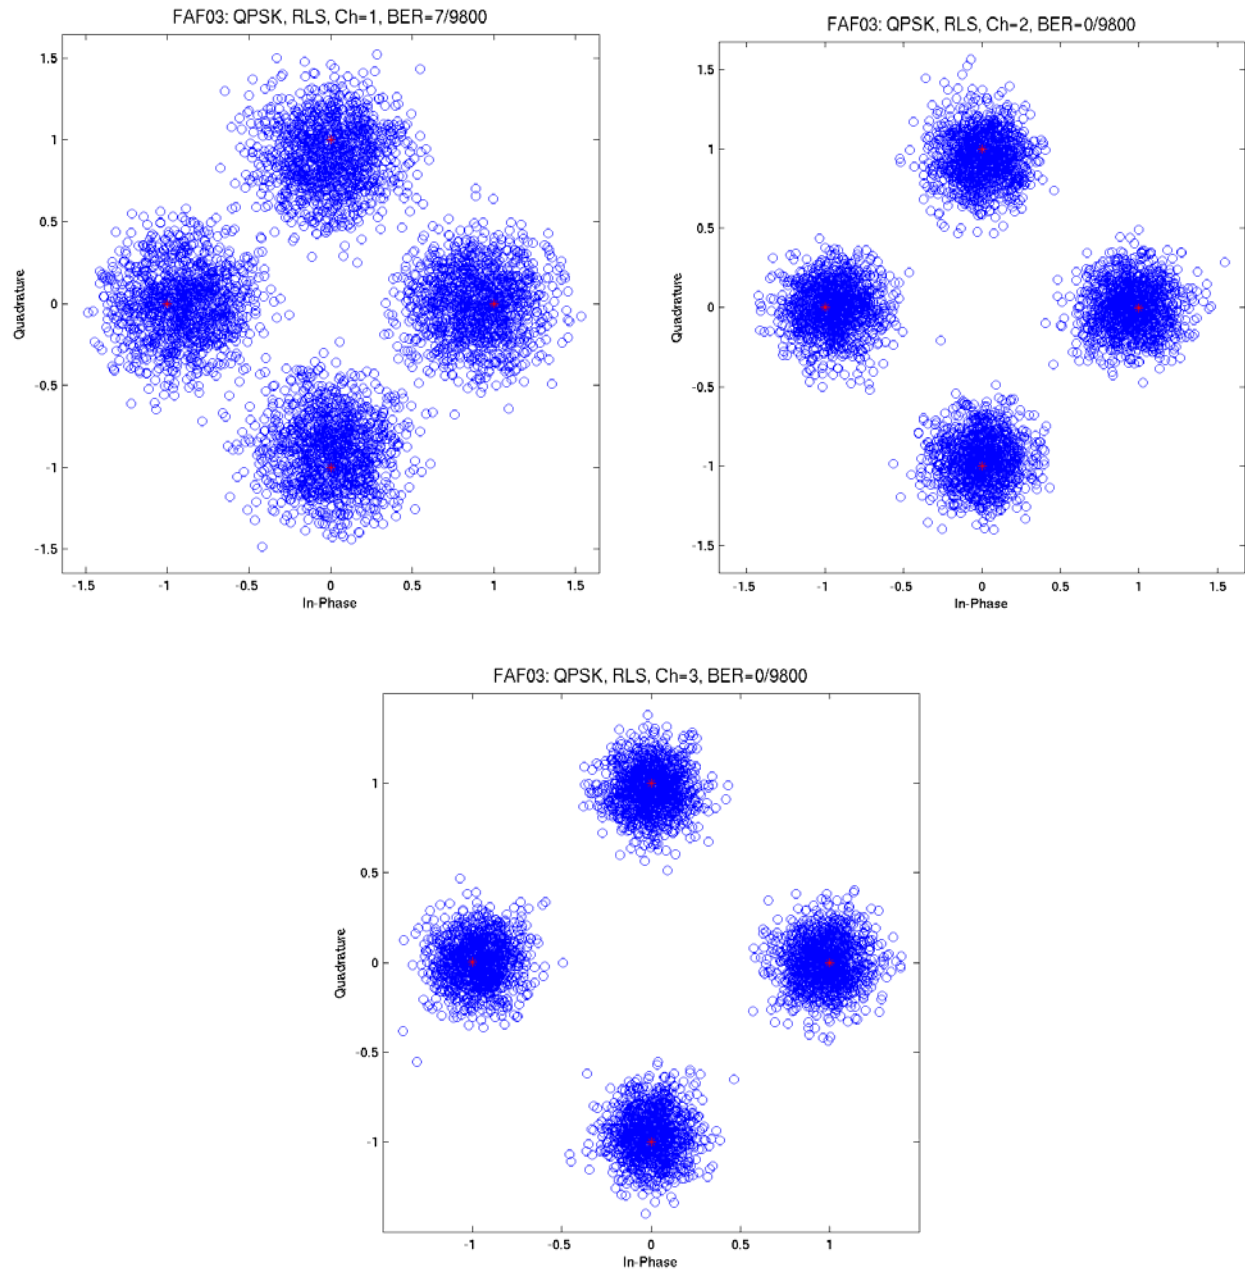 FAF03: QPSK, RLS, Ch=1, BER=7/9800
1.5
1
0.5
0
-0.5
-1
-1.5
Quadrature
-1.5 -1 -0.5 0 0.5 1 1.5
In-Phase
FAF03: QPSK, RLS, Ch=2, BER=0/9800
1.5
1
0.5
0
-0.5
-1
-1.5
Quadrature
-1.5 -1 -0.5 0 0.5 1 1.5
In-Phase
FAF03: QPSK, RLS, Ch=3, BER=0/9800
1
0.5
0
-0.5
-1
Quadrature
-1 -0.5 0 0.5 1
In-Phase